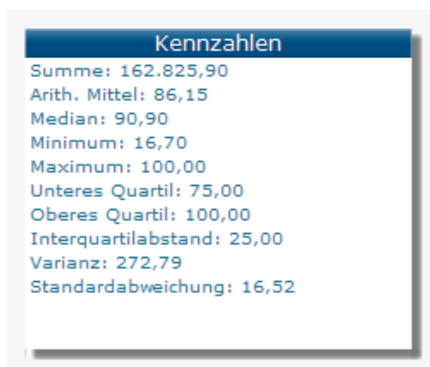 Kennzahlen
Summe: 162.825,90
Arith. Mittel: 86,15
Median: 90,90
Minimum: 16,70
Maximum: 100,00
Unteres Quartil: 75,00
Oberes Quartil: 100,00
Interquartilabstand: 25,00
Varianz: 272,79
Standardabweichung: 16,52